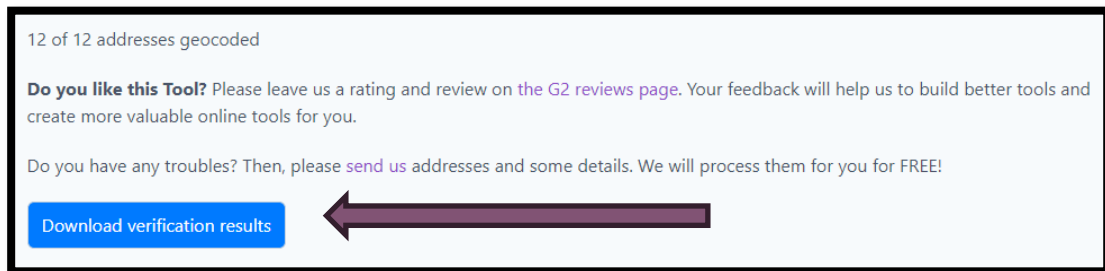 12 of 12 addresses geocoded
Do you like this Tool? Please leave us a rating and review on the G2 reviews page. Your feedback will help us to build better tools and
create more valuable online tools for you.
Do you have any troubles? Then, please send us addresses and some details. We will process them for you for FREE!
Download verification results